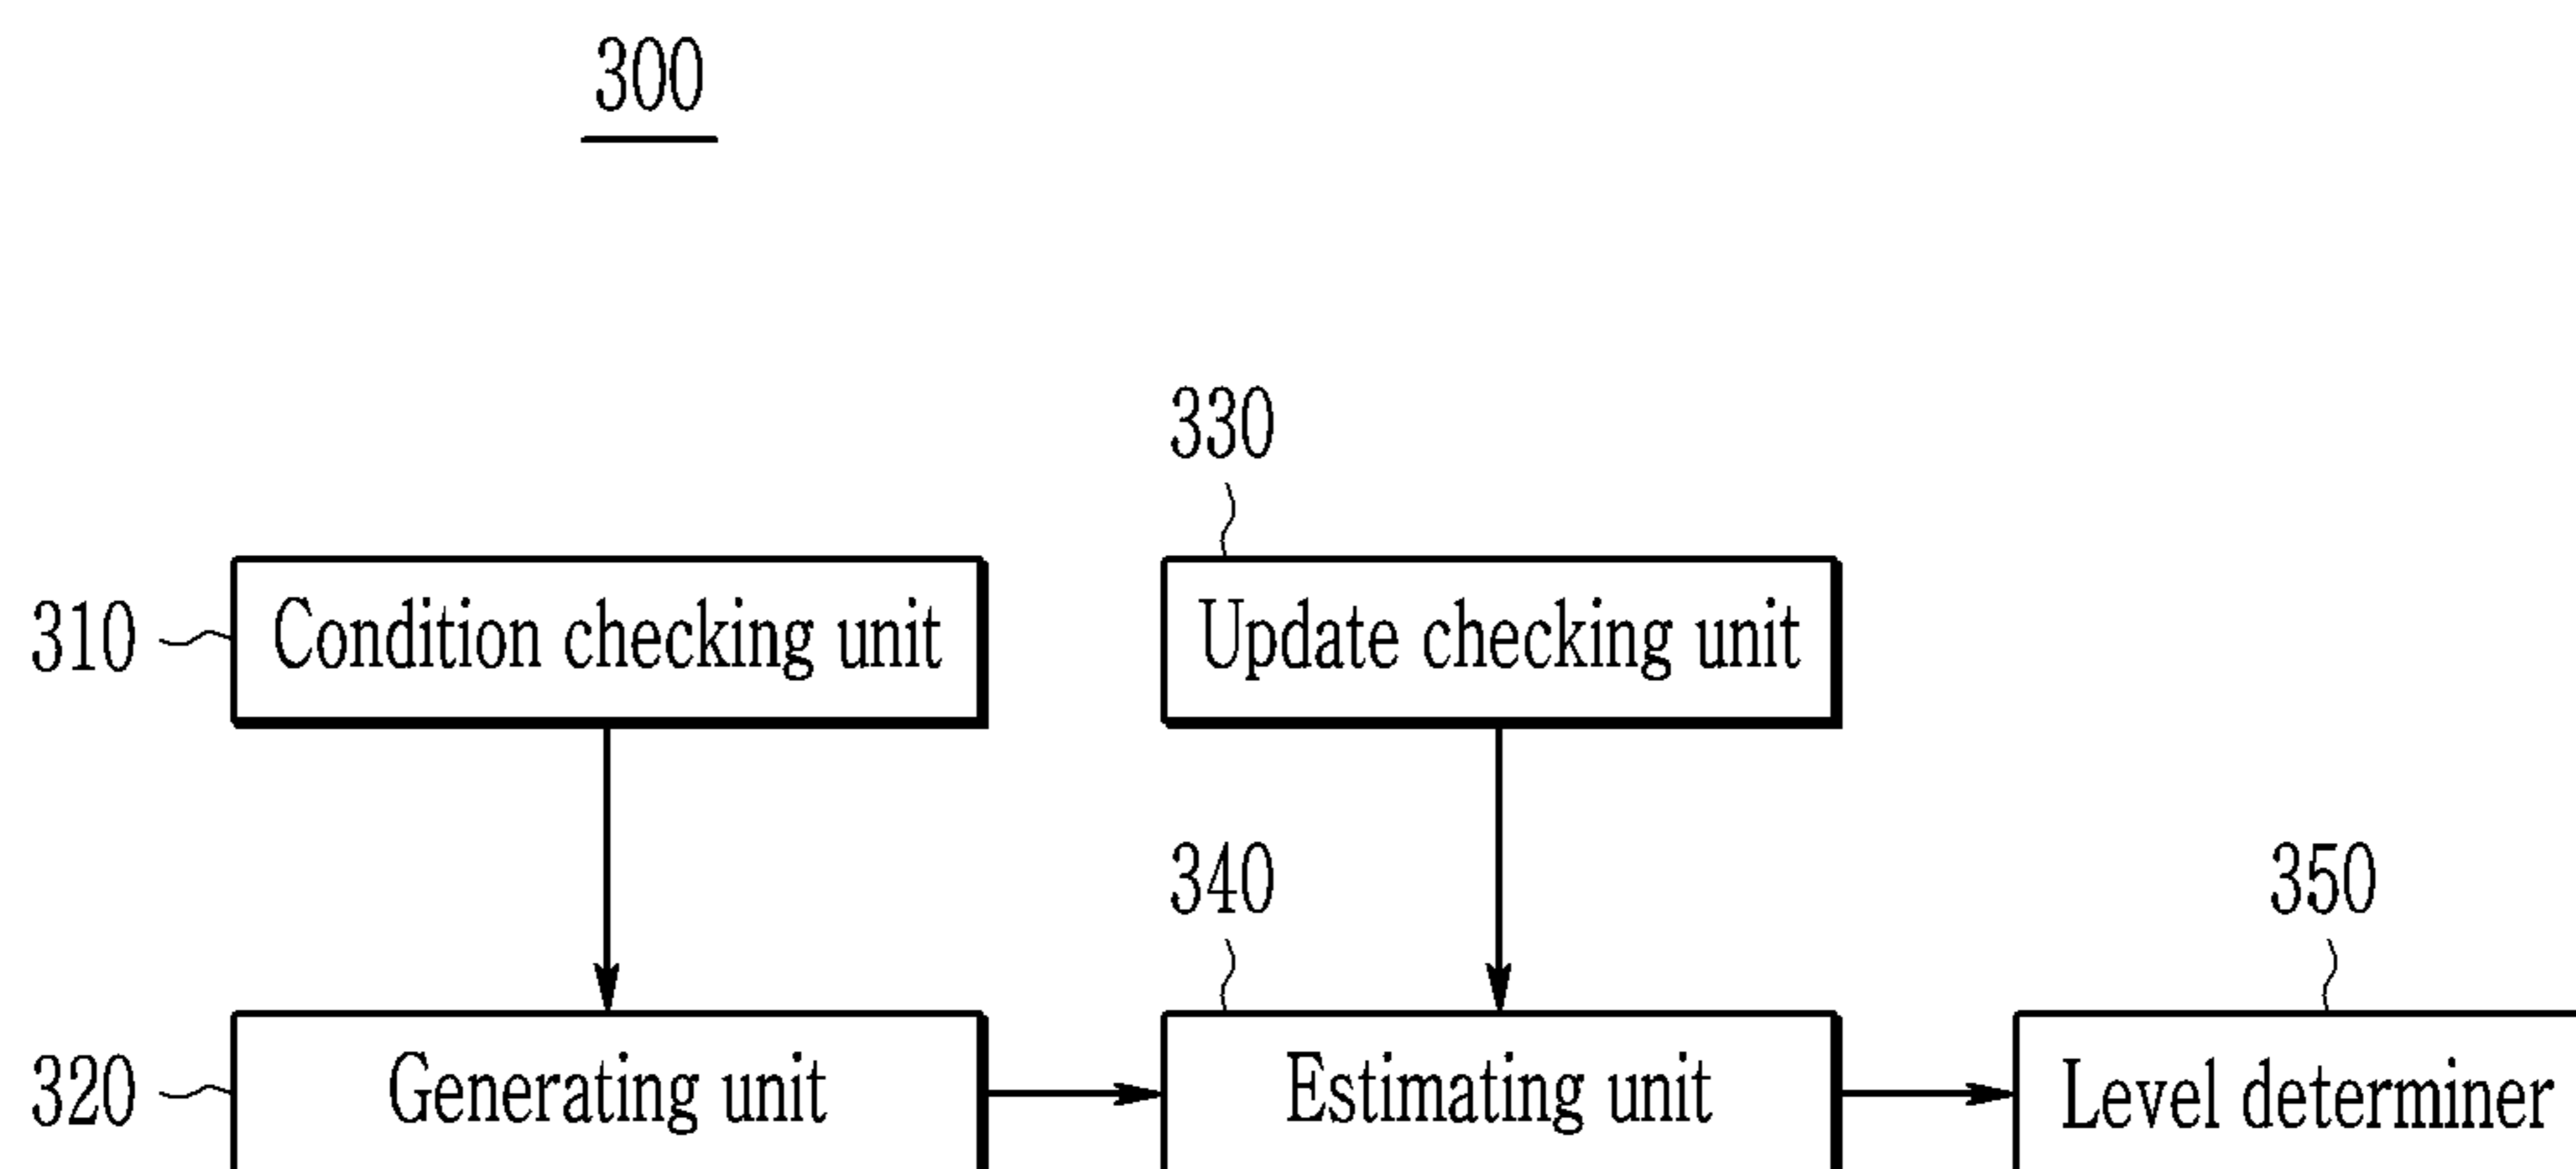 300
330
310
Condition checking unit
Update checking unit
340
350
320
Generating unit
Estimating unit
Level determiner